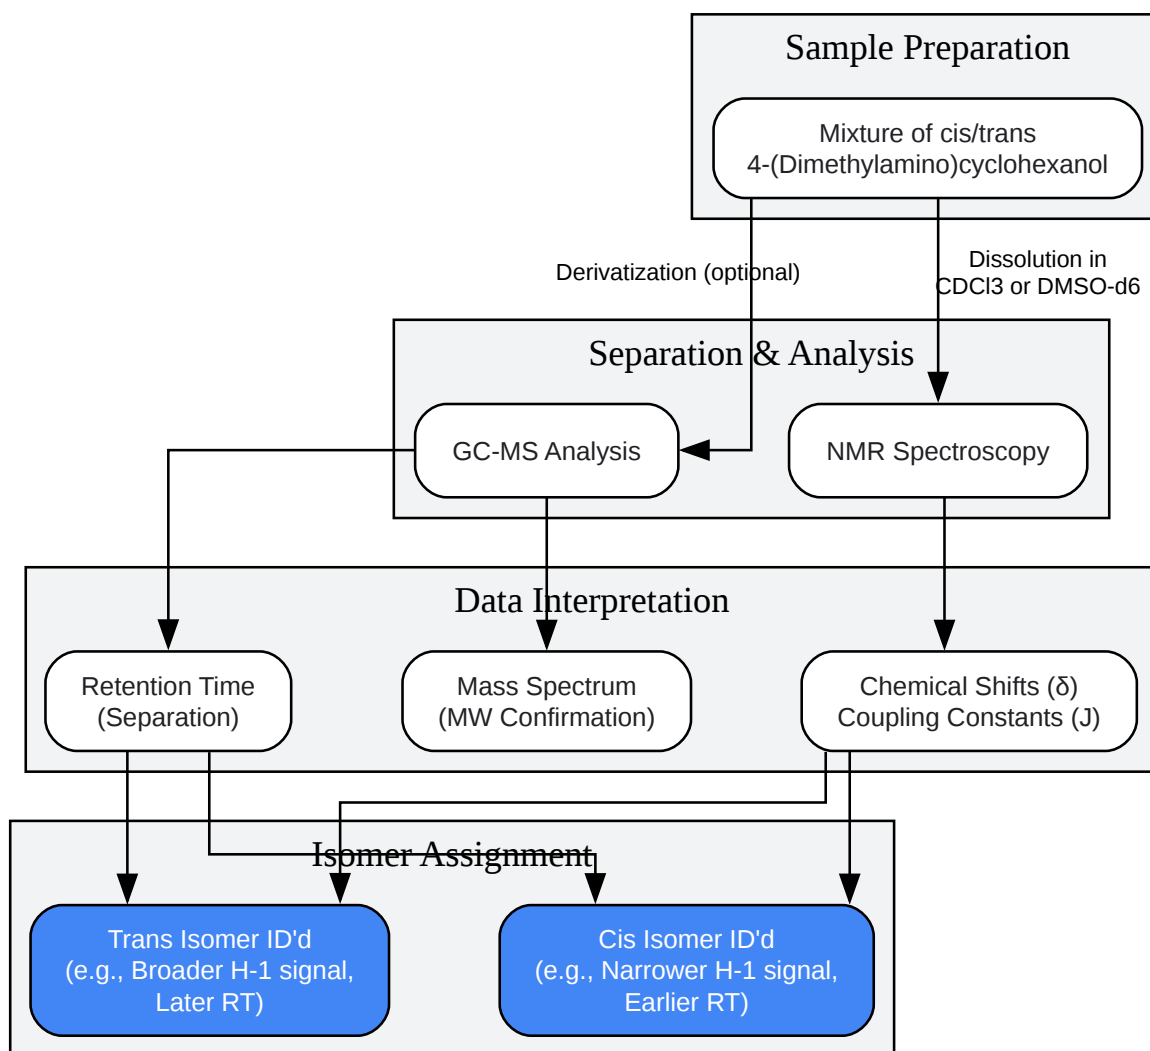 Sample Preparation
Mixture of cis/trans
4-(Dimethylamino)cyclohexanol
Derivatization (optional)
Dissolution in
CDCl3 or DMSO-d6
Separation & Analysis
GC-MS Analysis
NMR Spectroscopy
Data Interpretation
Retention Time
(Separation)
Mass Spectrum
(MW Confirmation)
Chemical Shifts (δ)
Coupling Constants (J)
Isomer Assignment
Trans Isomer ID'd
(e.g., Broader H-1 signal,
Later RT)
Cis Isomer ID'd
(e.g., Narrower H-1 signal,
Earlier RT)